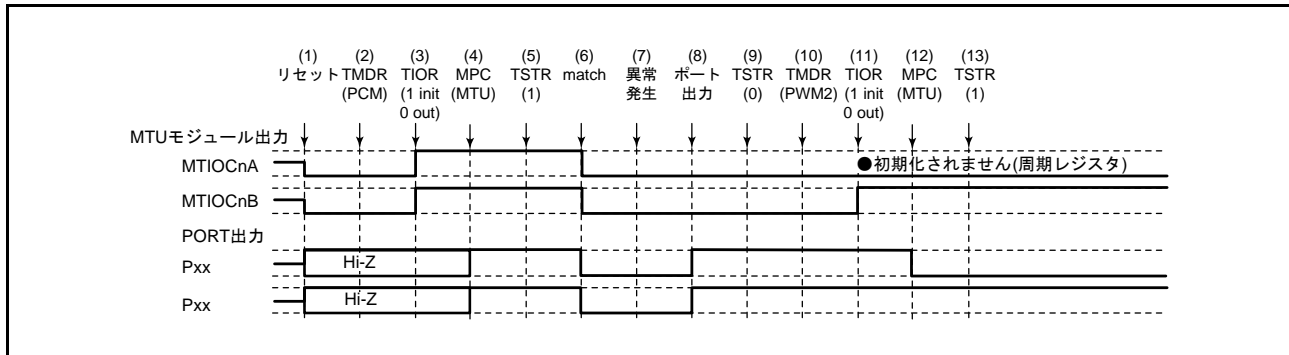 (1) (2) (3) (4) (5) (6) (7) (8) (9) (10) (11) (12) (13)
リセット TMDR TIOR MPC TSTR match 異常 ポート TSTR TMDR TIOR MPC TSTR
(PCM) (1 init (MTU) (1) 発生 出力 (0) (PWM2) (1 init (MTU) (1)
0 out) 0 out)
MTUモジュール出力
MTIOCnA ●初期化されません(周期レジスタ)
MTIOCnB
PORT出力
Pxx Hi-Z
Pxx Hi-Z